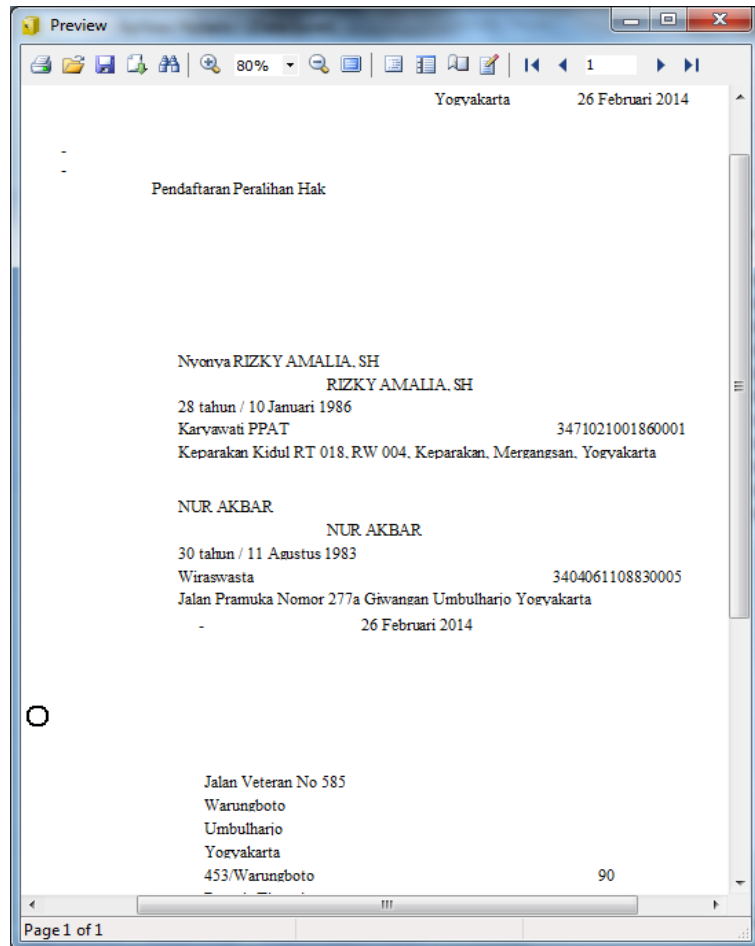 Preview
80%
1
Yogyakarta 26 Februari 2014
-
-
Pendaftaran Peralihan Hak
Nyonya RIZKY AMALIA, SH
RIZKY AMALIA, SH
28 tahun / 10 Januari 1986
Karyawati PPAT 3471021001860001
Keparakan Kidul RT 018, RW 004, Keparakan, Mergangsan, Yogyakarta
NUR AKBAR
NUR AKBAR
30 tahun / 11 Agustus 1983
Wiraswasta 3404061108830005
Jalan Pramuka Nomor 277a Giwangan Umbulharjo Yogyakarta
- 26 Februari 2014
Jalan Veteran No 585
Warungboto
Umbulharjo
Yogyakarta
453/Warungboto 90
Page 1 of 1